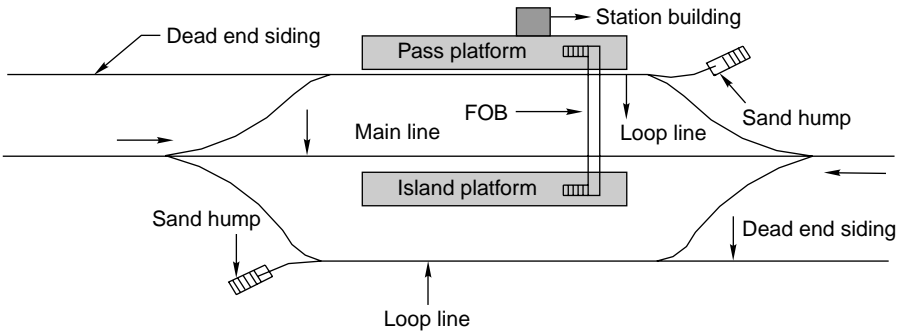 Station building
Dead end siding
Pass platform
FOB
Sand hump
Main line
Loop line
Island platform
Sand hump
Dead end siding
Loop line